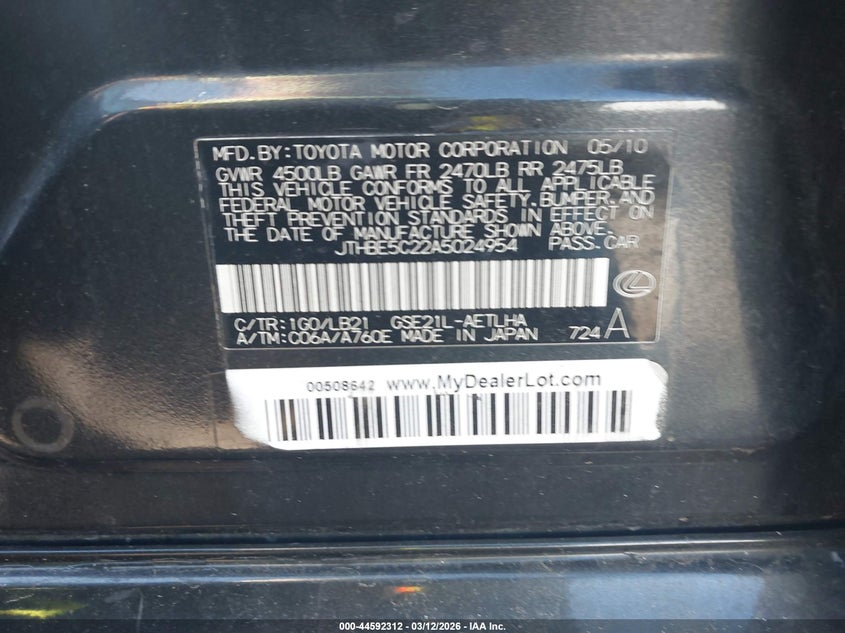 MFD.BY:TOYOTA MOTOR CORPORATION 05/10
GVWR 4500LB GAWR FR 2470LB RR 2475LB
THIS VEHICLE CONFORMS TO ALL APPLICABLE
FEDERAL MOTOR VEHICLE SAFETY,BUMPER,AND
THEFT PREVENTION STANDARDS IN EFFECT ON
THE DATE OF MANUFACTURE SHOWN ABOVE.
JTHBE5C22A5024954 PASS.CAR
C/TR:1G0/LB21 GSE21L-AETLHA
A/TM:C06A/A760E MADE IN JAPAN 724 A
00508642 www.MyDealerLot.com
000-44592312 - 03/12/2026 - IAA Inc.